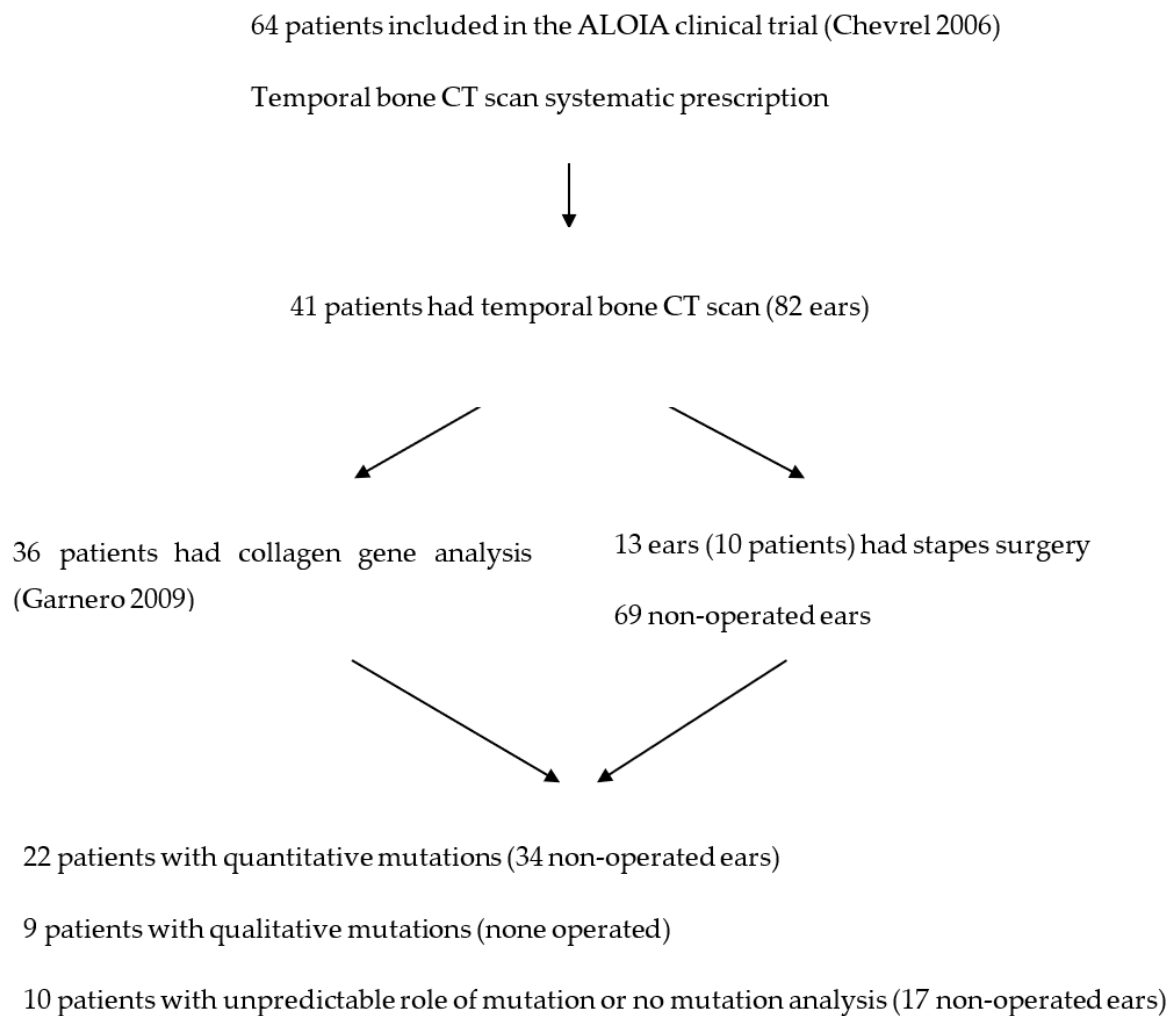 64 patients included in the ALOIA clinical trial (Chevrel 2006)
Temporal bone CT scan systematic prescription
41 patients had temporal bone CT scan (82 ears)
36 patients had collagen gene analysis
(Garnero 2009)
13 ears (10 patients) had stapes surgery
69 non-operated ears
22 patients with quantitative mutations (34 non-operated ears)
9 patients with qualitative mutations (none operated)
10 patients with unpredictable role of mutation or no mutation analysis (17 non-operated ears)